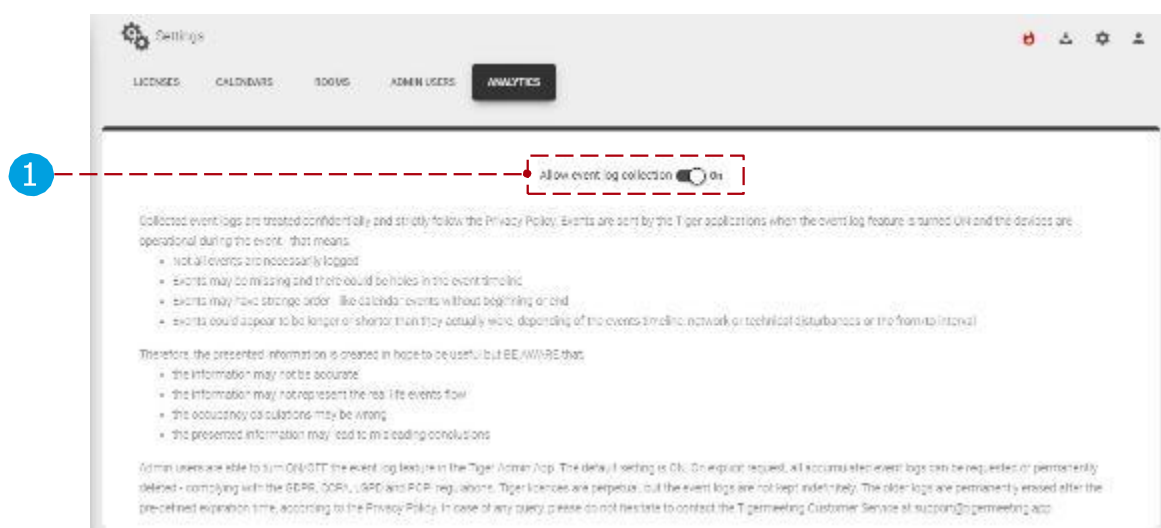 Settings
LICENSES CALENDARS ROOMS ADMIN USERS ANALYTICS
1
Allow event log collection On
Collected event logs are treated confidentially and strictly follow the Privacy Policy. Events are sent by the Tiger applications when the event log feature is turned ON and the devices are
operational during the event - that means:
Not all events are necessarily logged
Events may be missing and there could be holes in the event timeline
Events may have strange order - like calendar events without beginning or end
Events could appear to be longer or shorter than they actually were, depending of the events timeline, network or technical disturbances or the from-to interval
Therefore, the presented information is created in hope to be useful but BE AWARE that:
the information may not be accurate
the information may not represent the real life events flow
the occupancy calculations may be wrong
the presented information may lead to misleading conclusions
Admin users are able to turn ON/OFF the event log feature in the Tiger Admin App. The default setting is ON. On explicit request, all accumulated event logs can be requested or permanently
deleted - complying with the GDPR, CCPA, LGPD and regulations. Tiger licences are perpetual, but the event logs are not kept indefinitely. The older logs are permanently erased after the
pre-defined expiration time, according to the Privacy Policy. In case of any query, please do not hesitate to contact the Tigermeeting Customer Service at support@tigermeeting.app